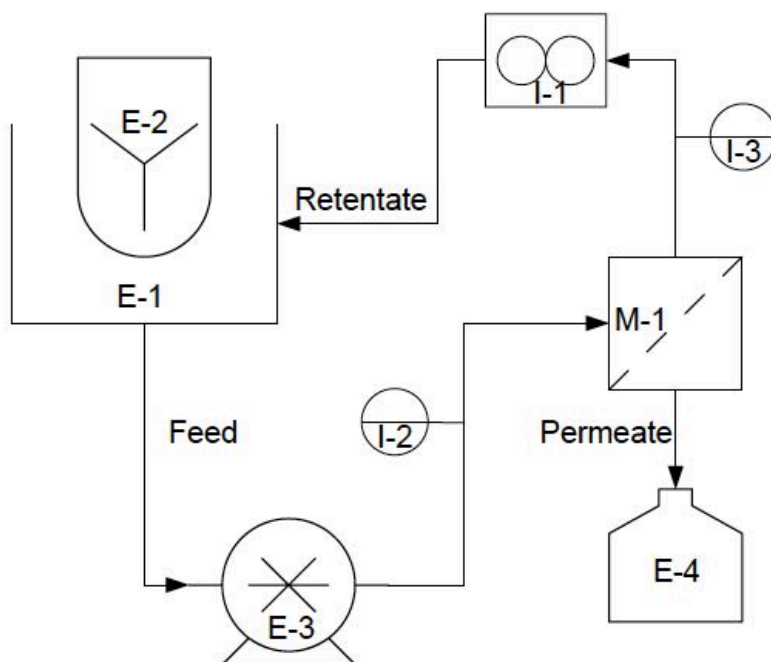 E-2
I-1
I-3
Retentate
E-1
M-1
Feed
I-2
Permeate
E-4
E-3